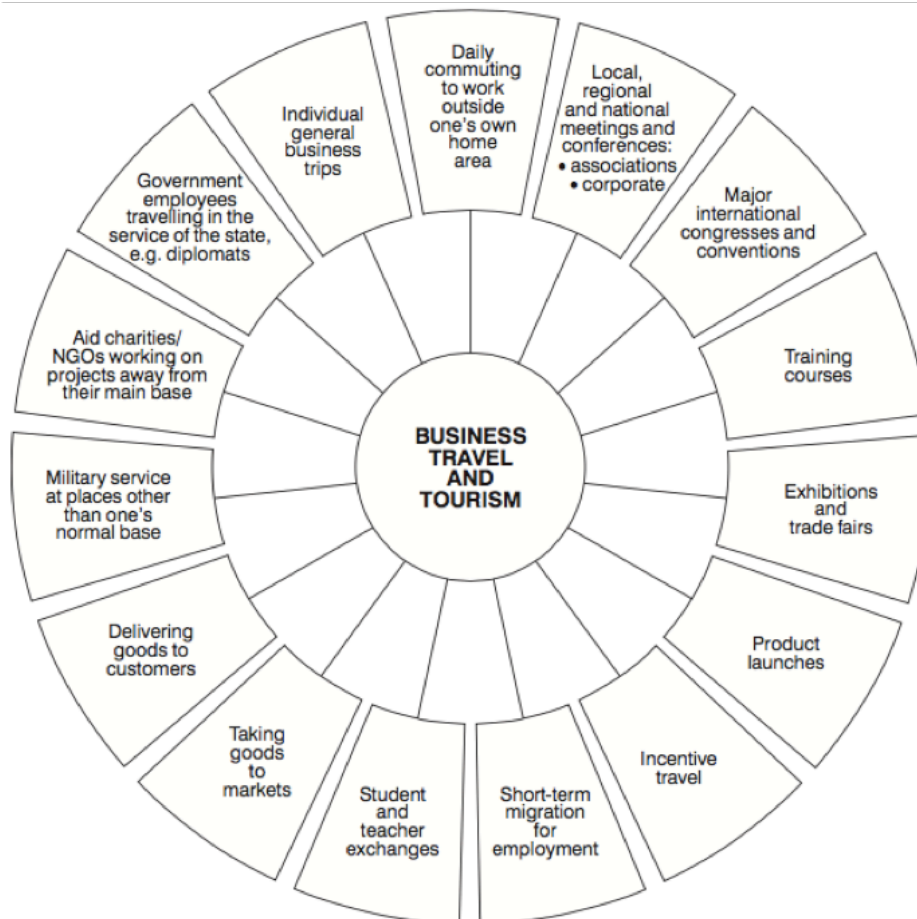 Daily
commuting
to work
outside
one's own
home
area
Local,
regional
and national
meetings and
conferences:
• associations
• corporate
Major
international
congresses and
conventions
Training
courses
Exhibitions
and
trade fairs
Product
launches
Incentive
travel
Short-term
migration
for
employment
Student
and
teacher
exchanges
Taking
goods
to
markets
Delivering
goods to
customers
Military service
at places other
than one's
normal base
Aid charities/
NGOs working on
projects away from
their main base
Government
employees
travelling in the
service of the state,
e.g. diplomats
Individual
general
business
trips
BUSINESS
TRAVEL
AND
TOURISM